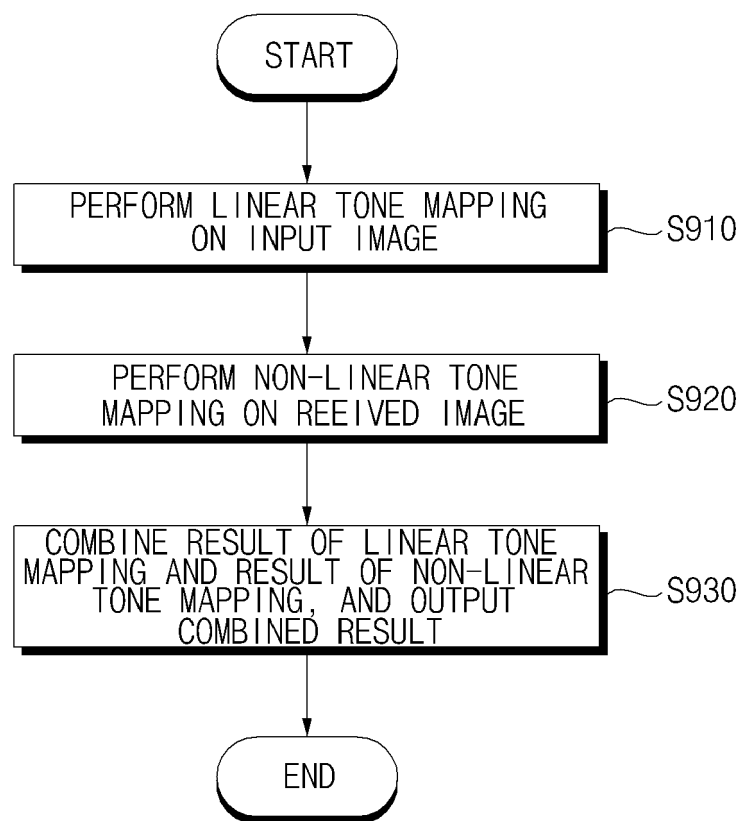 START
PERFORM LINEAR TONE MAPPING
ON INPUT IMAGE
S910
PERFORM NON-LINEAR TONE
MAPPING ON REEIVED IMAGE
S920
COMBINE RESULT OF LINEAR TONE
MAPPING AND RESULT OF NON-LINEAR
TONE MAPPING, AND OUTPUT
COMBINED RESULT
S930
END